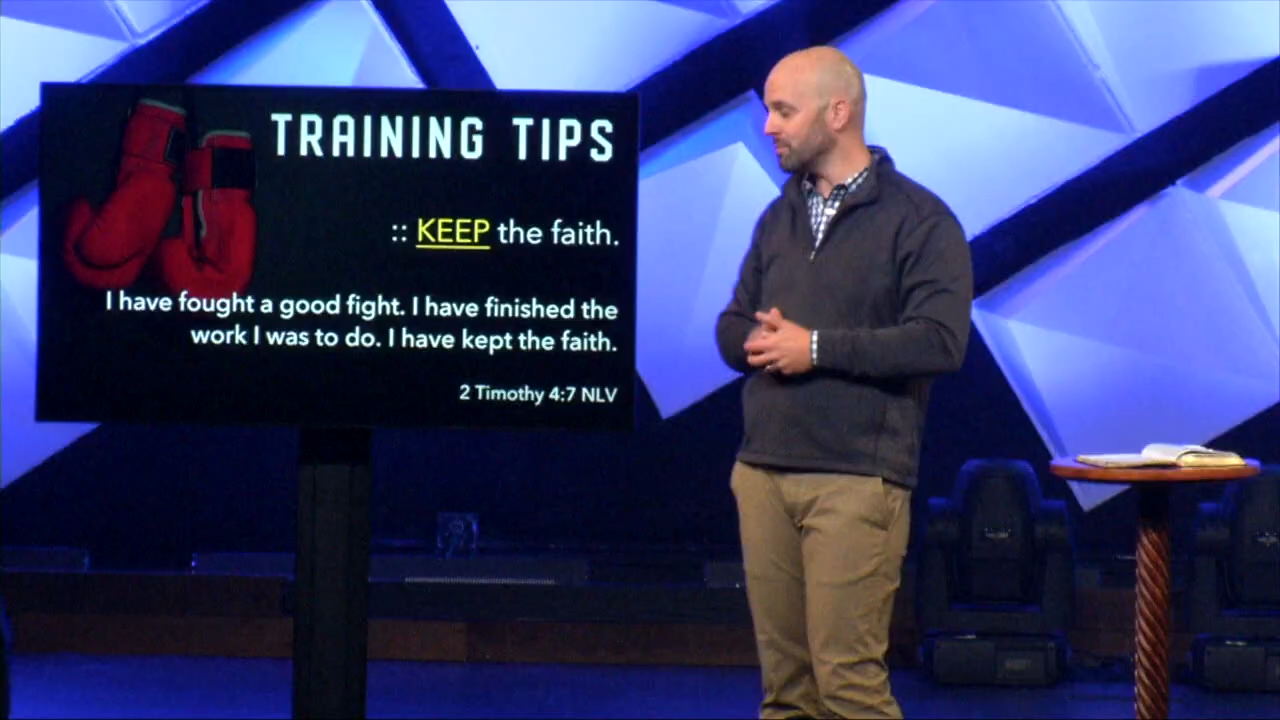 TRAINING TIPS
:: KEEP the faith.
I have fought a good fight. I have finished the
work I was to do. I have kept the faith.
2 Timothy 4:7 NLV